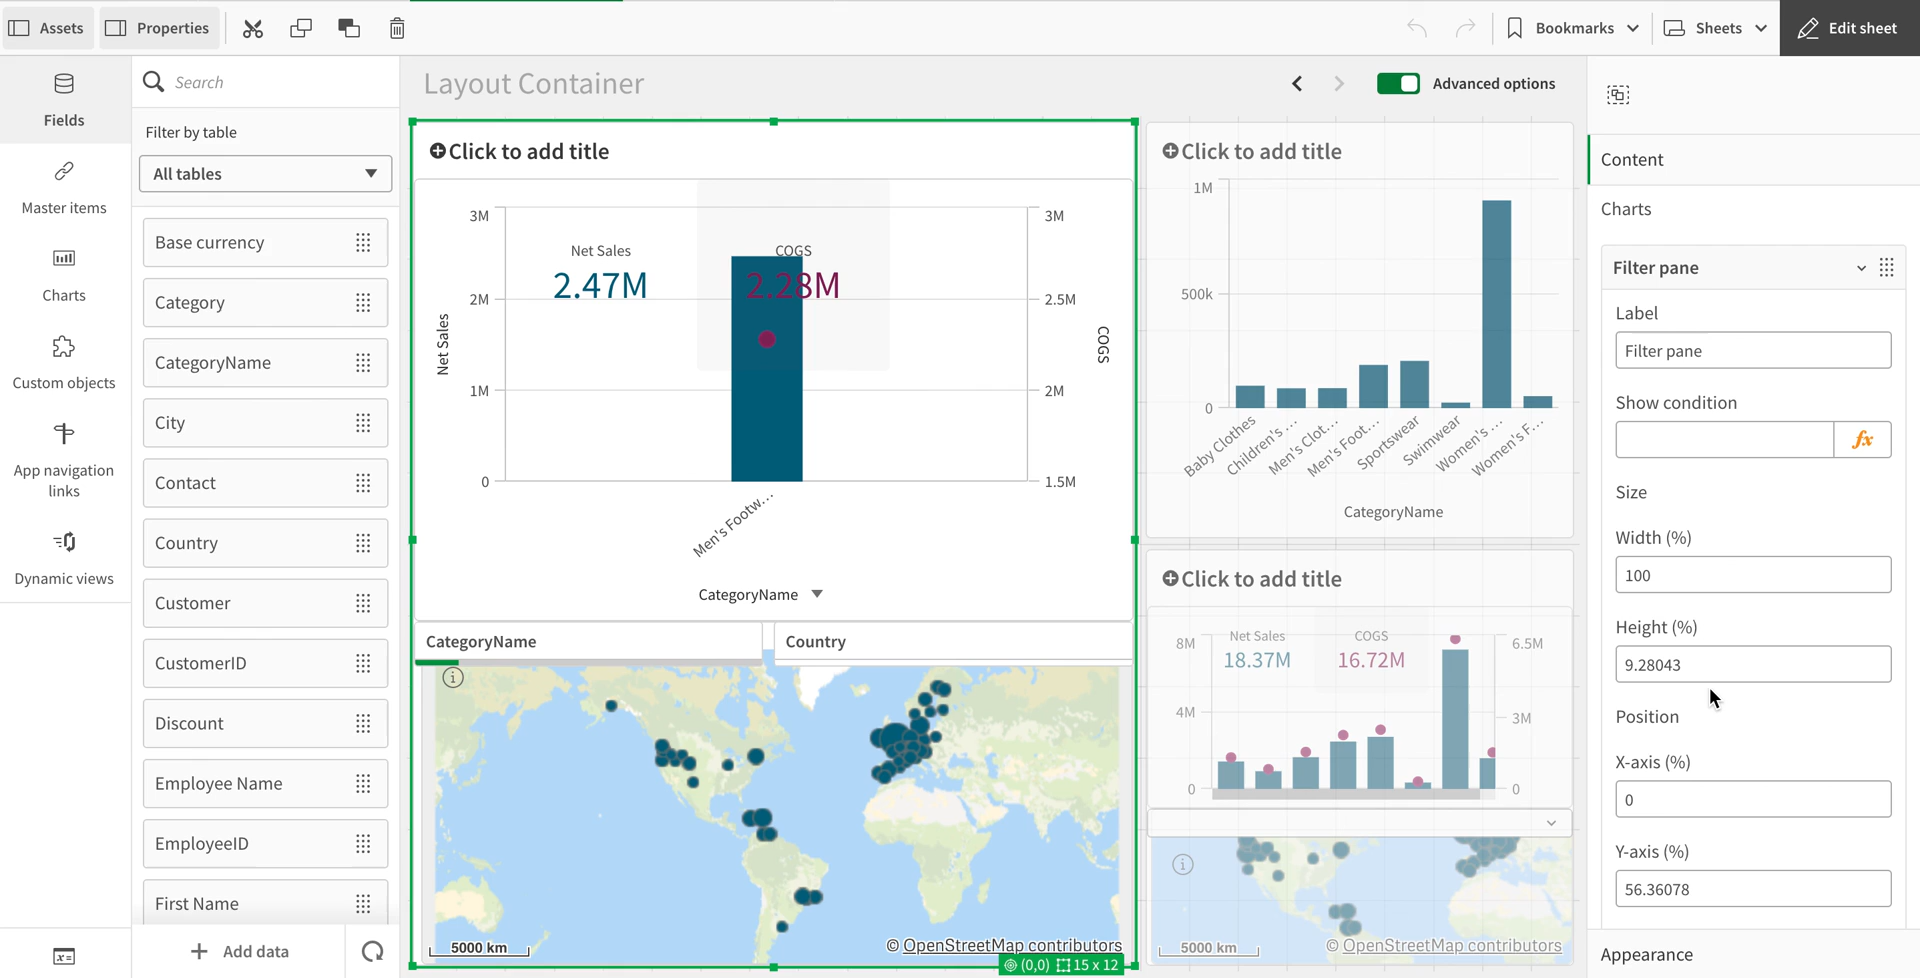 Assets
Properties
Bookmarks
Sheets
Edit sheet
Fields
Master items
Charts
Custom objects
App navigation
links
Dynamic views
Search
Filter by table
All tables
Base currency
Category
CategoryName
City
Contact
Country
Customer
CustomerID
Discount
Employee Name
EmployeeID
First Name
Add data
Layout Container
Advanced options
Click to add title
3M
2M
1M
0
Net Sales
Net Sales
2.47M
COGS
2.28M
3M
2.5M
2M
1.5M
COGS
Men's Footw...
CategoryName
CategoryName
Country
5000 km
© OpenStreetMap contributors
(0,0) 15 x 12
Click to add title
1M
500k
0
Baby Clothes
Children's ...
Men's Clot...
Men's Foot...
Sportswear
Swimwear
Women's ...
Women's F...
CategoryName
Click to add title
8M
4M
0
Net Sales
18.37M
COGS
16.72M
6.5M
3M
0
5000 km
© OpenStreetMap contributors
Content
Charts
Filter pane
Label
Filter pane
Show condition
fx
Size
Width (%)
100
Height (%)
9.28043
Position
X-axis (%)
0
Y-axis (%)
56.36078
Appearance